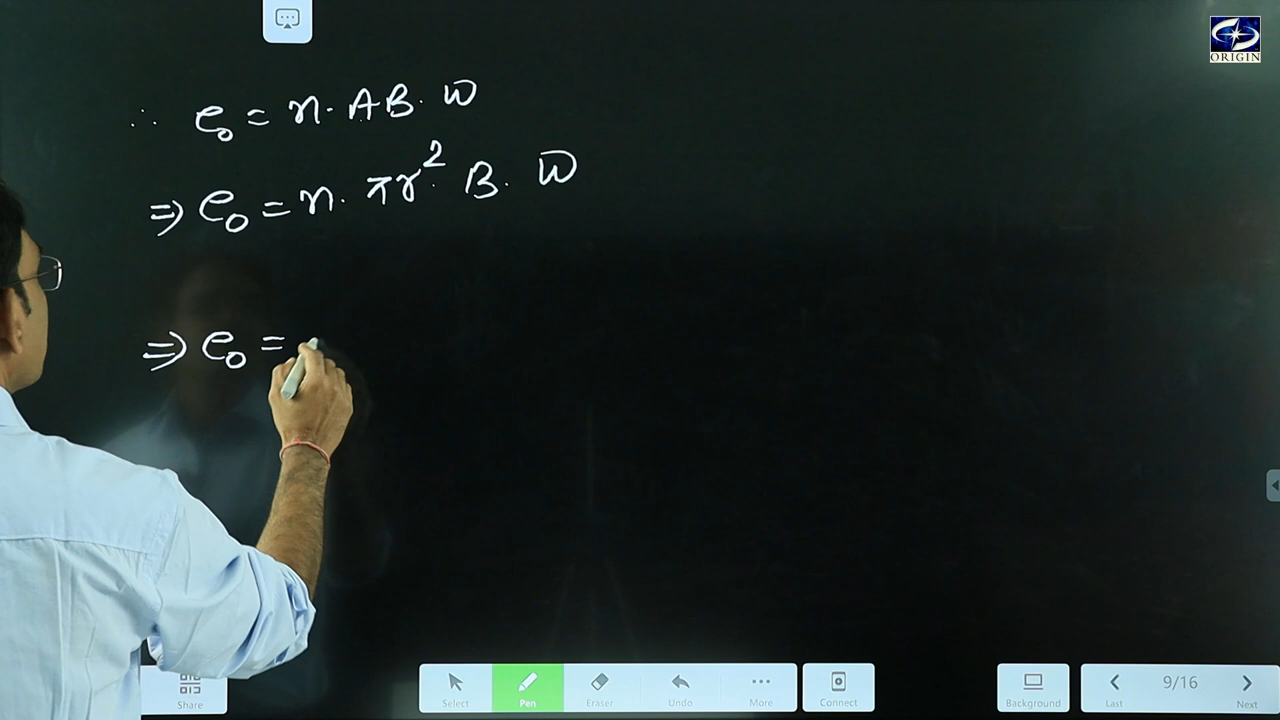 ORIGIN
∴ e₀ = n · AB · ω
⇒ e₀ = n · πr² B · ω
⇒ e₀ =
Share
Select Pen Eraser Undo More
Connect
Background
9/16
Last Next